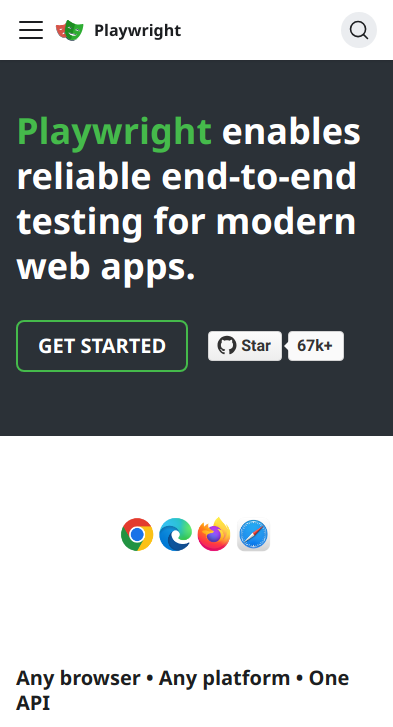 Playwright
Playwright enables
reliable end-to-end
testing for modern
web apps.
GET STARTED
Star
67k+
Any browser • Any platform • One
API